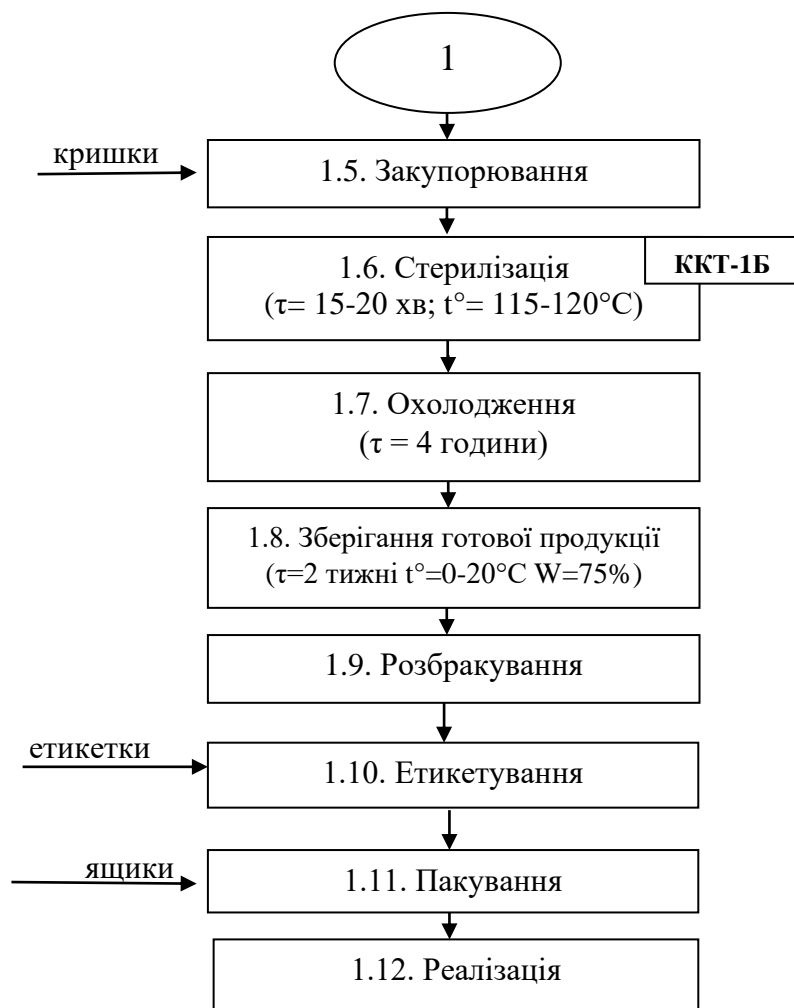 1
кришки
1.5. Закупорювання
1.6. Стерилізація
ККТ-1Б
(τ= 15-20 хв; t°= 115-120°С)
1.7. Охолодження
(τ = 4 години)
1.8. Зберігання готової продукції
(τ=2 тижні t°=0-20°С W=75%)
1.9. Розбракування
етикетки
1.10. Етикетування
ящики
1.11. Пакування
1.12. Реалізація